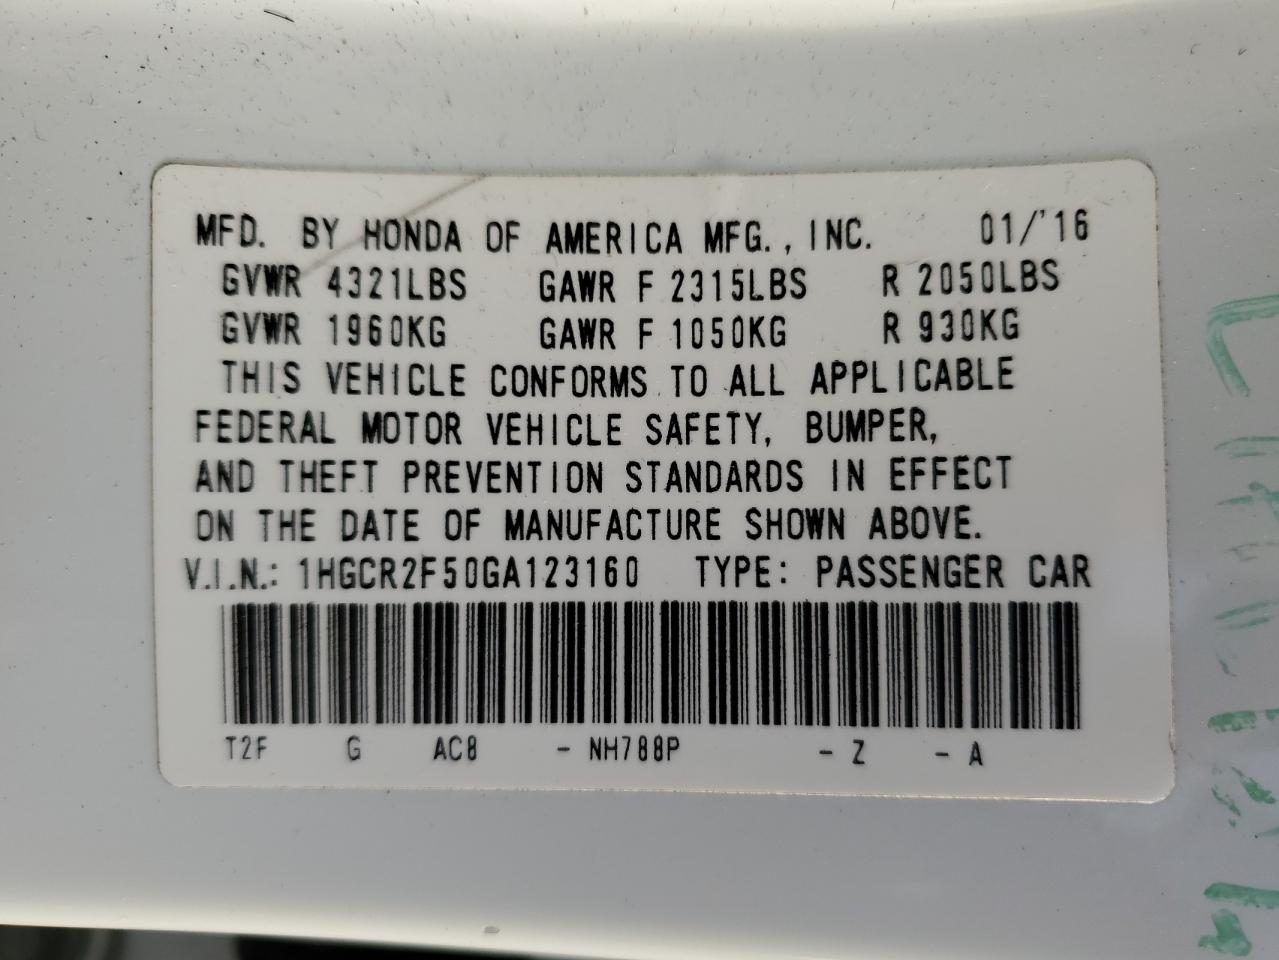 MFD. BY HONDA OF AMERICA MFG., INC. 01/'16
GVWR 4321LBS GAWR F 2315LBS R 2050LBS
GVWR 1960KG GAWR F 1050KG R 930KG
THIS VEHICLE CONFORMS TO ALL APPLICABLE
FEDERAL MOTOR VEHICLE SAFETY, BUMPER,
AND THEFT PREVENTION STANDARDS IN EFFECT
ON THE DATE OF MANUFACTURE SHOWN ABOVE.
V.I.N.: 1HGCR2F50GA123160 TYPE: PASSENGER CAR
T2F G AC8 - NH788P - Z - A